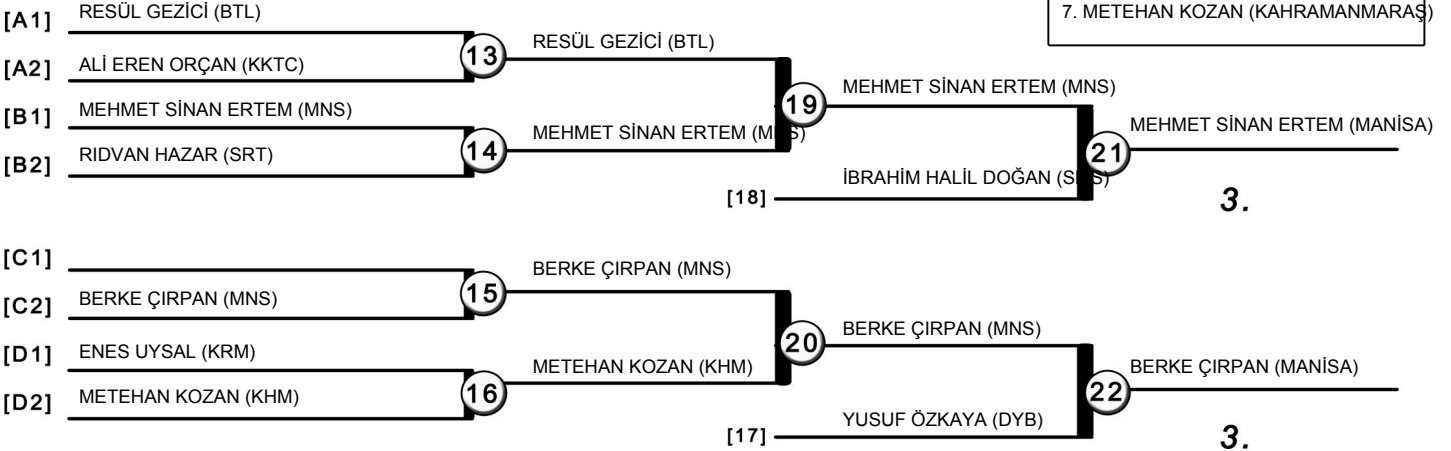 7. METEHAN KOZAN (KAHRAMANMARAŞ)
[A1] RESÜL GEZİCİ (BTL)
13 RESÜL GEZİCİ (BTL)
[A2] ALİ EREN ORÇAN (KKTC)
19 MEHMET SİNAN ERTEM (MNS)
[B1] MEHMET SİNAN ERTEM (MNS)
14 MEHMET SİNAN ERTEM (MNS)
21 MEHMET SİNAN ERTEM (MANİSA)
[B2] RIDVAN HAZAR (SRT)
[18] İBRAHİM HALİL DOĞAN
3.
[C1]
15 BERKE ÇIRPAN (MNS)
[C2] BERKE ÇIRPAN (MNS)
20 BERKE ÇIRPAN (MNS)
[D1] ENES UYSAL (KRM)
16 METEHAN KOZAN (KHM)
22 BERKE ÇIRPAN (MANİSA)
[D2] METEHAN KOZAN (KHM)
[17] YUSUF ÖZKAYA (DYB)
3.